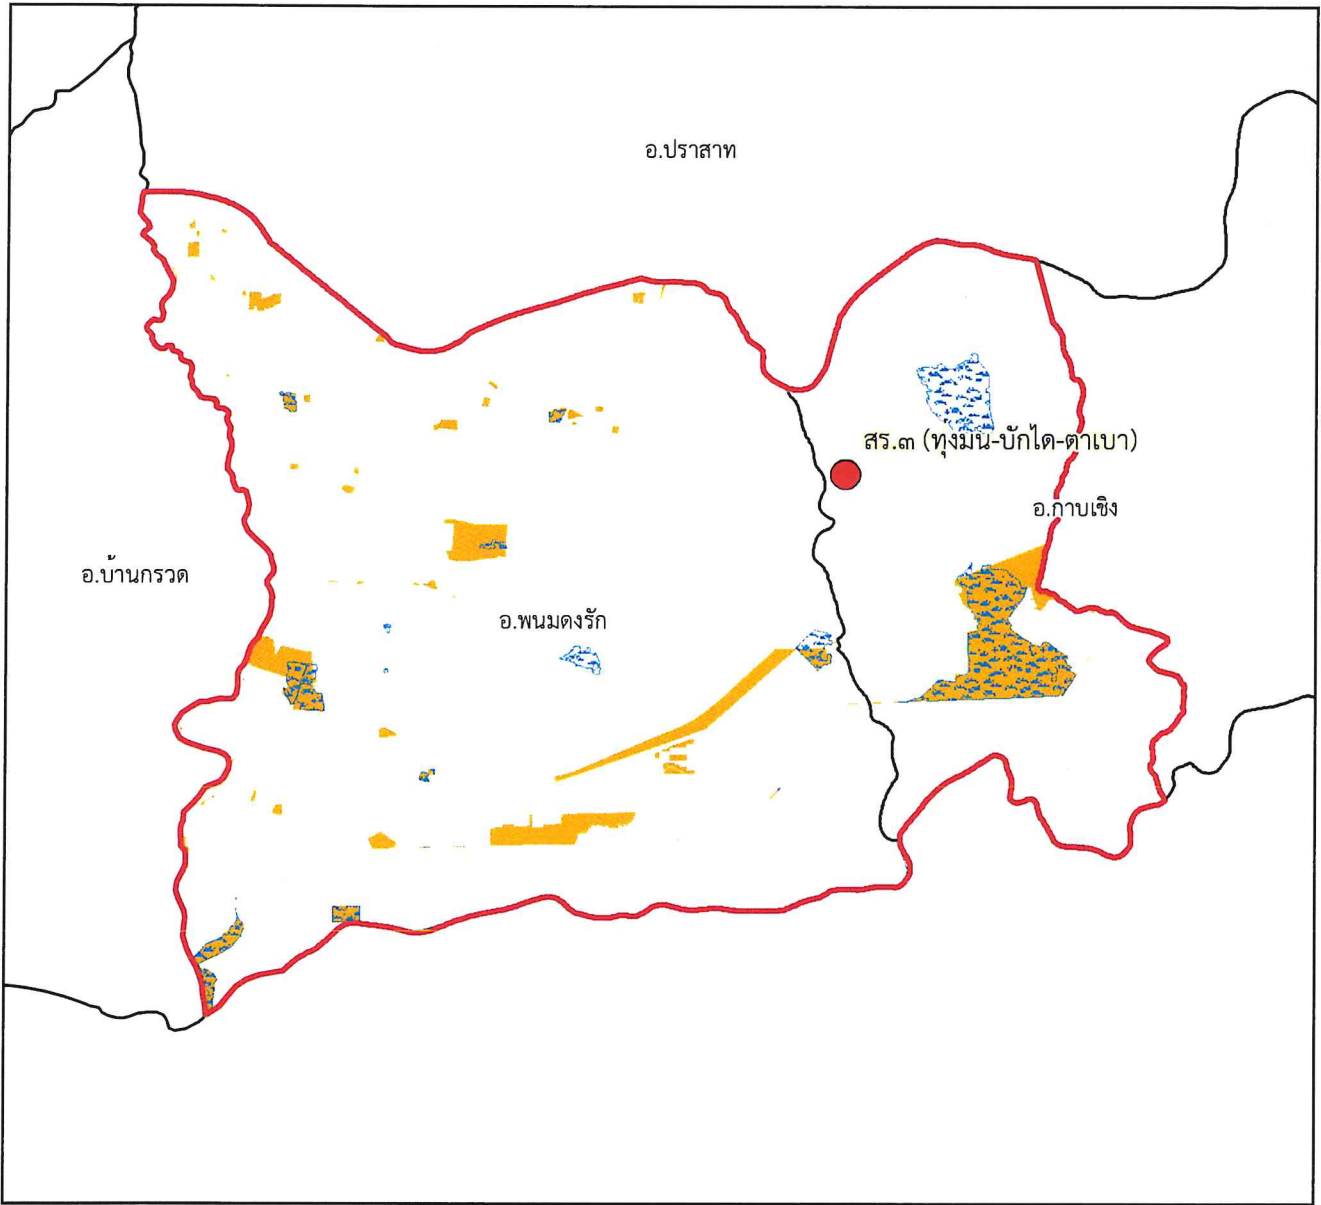 อ.ปราสาท
สร.๓ (ทุ่งมน-บักได-ตาเบา)
อ.กาบเชิง
อ.บ้านกรวด
อ.พนมดงรัก